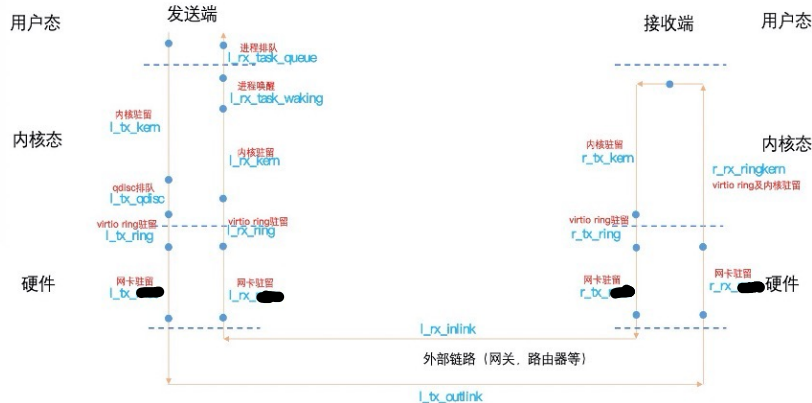 用户态
发送端
接收端
用户态
进程排队
l_rx_task_queue
进程唤醒
l_rx_task_waking
内核驻留
l_tx_kern
内核态
内核驻留
l_rx_kern
内核驻留
r_tx_kern
内核态
r_rx_ringkern
virtio ring及内核驻留
qdisc排队
l_tx_qdisc
virtio ring驻留
l_tx_ring
virtio ring驻留
l_rx_ring
virtio ring驻留
r_tx_ring
硬件
网卡驻留
l_tx_
网卡驻留
l_rx_
网卡驻留
r_tx_
网卡驻留
r_rx_
硬件
l_rx_inlink
外部链路（网关、路由器等）
l_tx_outlink